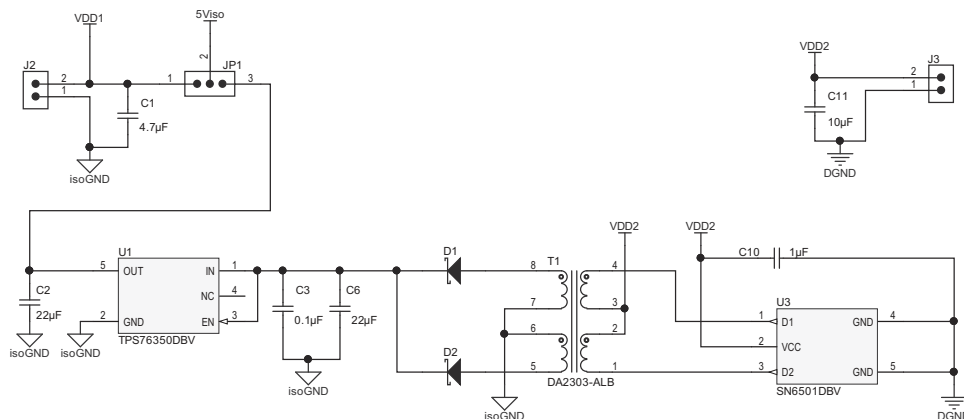 5Viso
VDD1
2
J2
JP1
2
1
3
1
C1
4.7µF
isoGND
VDD2
J3
2
C11
1
10µF
DGND
U1
5
OUT
IN
1
C2
NC
4
22µF
2
GND
EN
3
isoGND
isoGND
TPS76350DBV
C3
C6
0.1µF
22µF
isoGND
D1
D2
VDD2
8
T1
4
7
3
6
2
5
1
DA2303-ALB
isoGND
VDD2
C10
1µF
U3
1
D1
GND
4
2
VCC
3
D2
GND
5
SN6501DBV
DGND